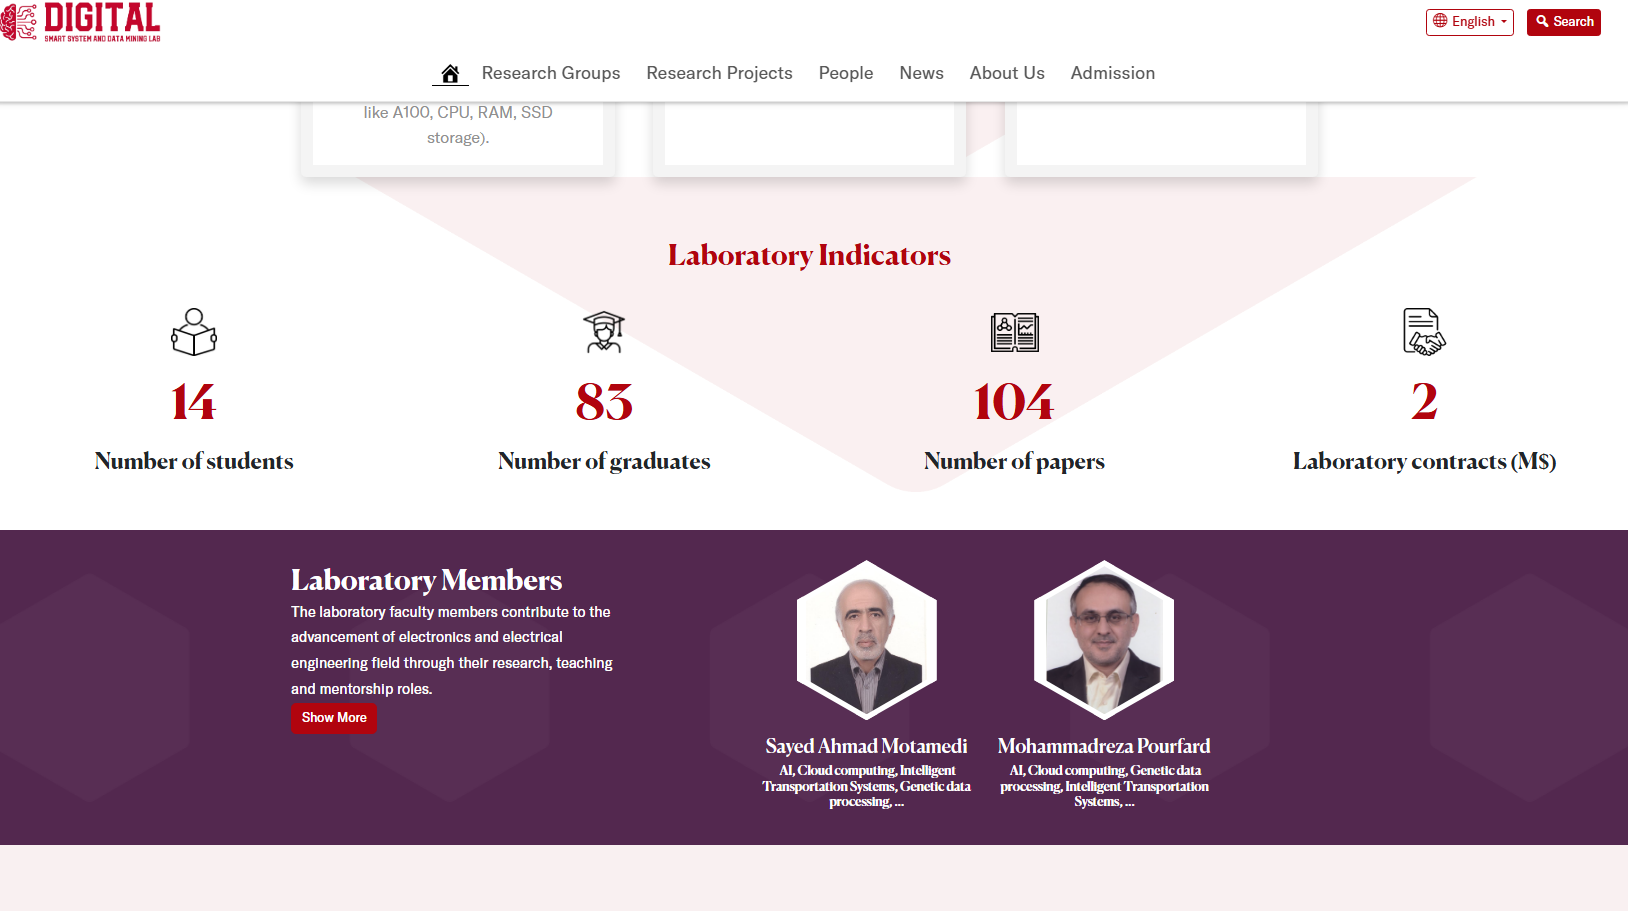 DIGITAL
SMART SYSTEM AND DATA MINING LAB
English
Search
Research Groups
Research Projects
People
News
About Us
Admission
like A100, CPU, RAM, SSD
storage).
Laboratory Indicators
14
83
104
2
Number of students
Number of graduates
Number of papers
Laboratory contracts (M$)
Laboratory Members
The laboratory faculty members contribute to the
advancement of electronics and electrical
engineering field through their research, teaching
and mentorship roles.
Show More
Sayed Ahmad Motamedi
AI, Cloud computing, Intelligent
Transportation Systems, Genetic data
processing, ...
Mohammadreza Pourfard
AI, Cloud computing, Genetic data
processing, Intelligent Transportation
Systems, ...